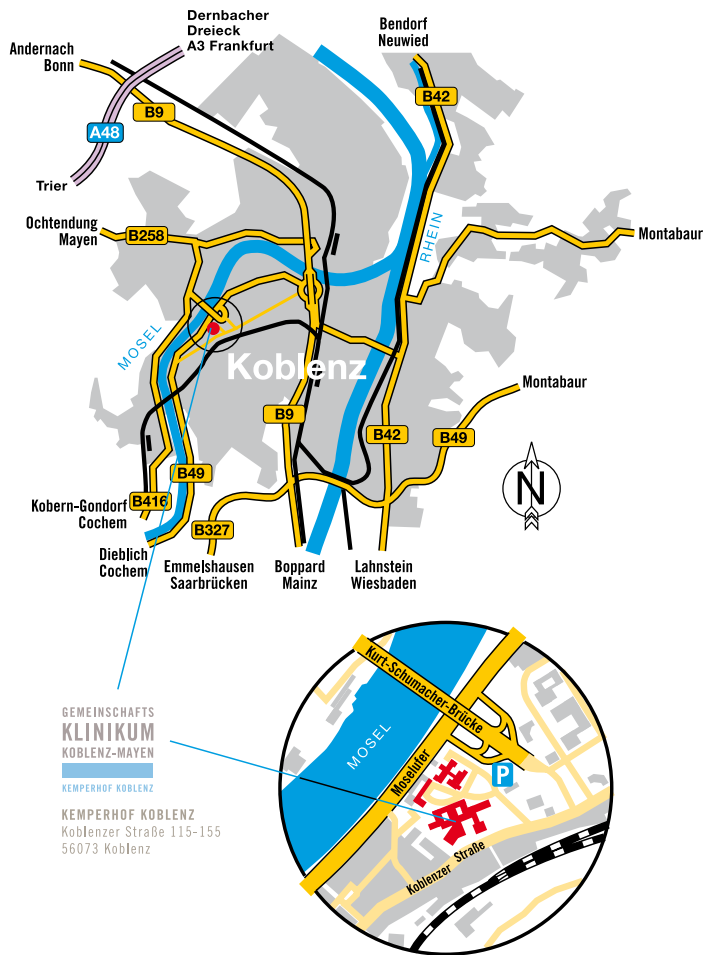 Dernbacher
Dreieck
A3 Frankfurt
Bendorf
Neuwied
Andernach
Bonn
B42
B9
A48
Trier
Ochtendung
Mayen
B258
RHEIN
Montabaur
MOSEL
Koblenz
Montabaur
B9
B42
B49
B49
B416
Kobern-Gondorf
Cochem
B327
N
Dieblich
Cochem
Emmelshausen
Saarbrücken
Boppard
Mainz
Lahnstein
Wiesbaden
Kurt-Schumacher-Brücke
MOSEL
Moselufer
P
Koblenzer Straße
GEMEINSCHAFTS
KLINIKUM
KOBLENZ-MAYEN
KEMPERHOF KOBLENZ
KEMPERHOF KOBLENZ
Koblenzer Straße 115-155
56073 Koblenz